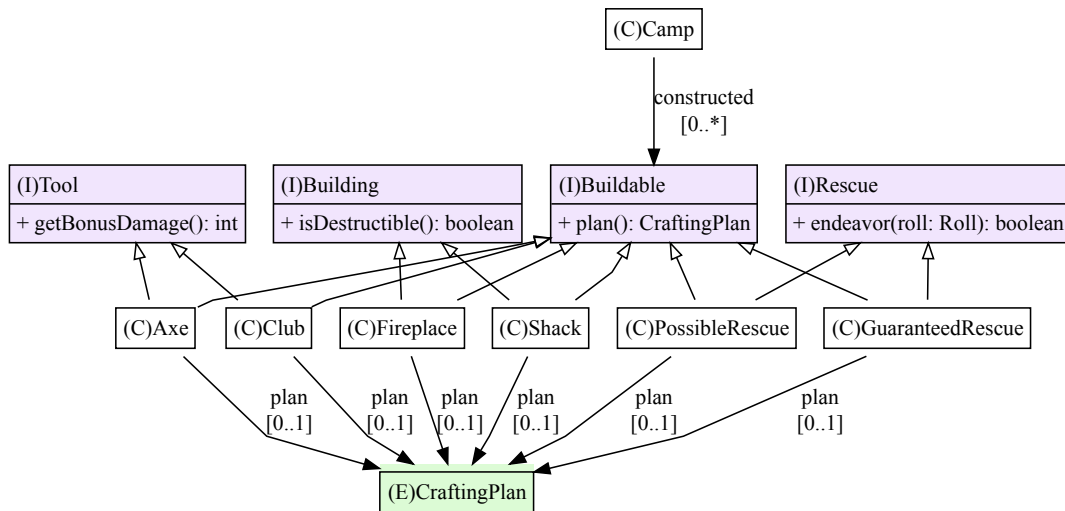 (C)Camp
constructed
[0..*]
(I)Tool
+ getBonusDamage(): int
(I)Building
+ isDestructible(): boolean
(I)Buildable
+ plan(): CraftingPlan
(I)Rescue
+ endeavor(roll: Roll): boolean
(C)Axe
(C)Club
(C)Fireplace
(C)Shack
(C)PossibleRescue
(C)GuaranteedRescue
plan
[0..1]
plan
[0..1]
plan
[0..1]
plan
[0..1]
plan
[0..1]
plan
[0..1]
(E)CraftingPlan